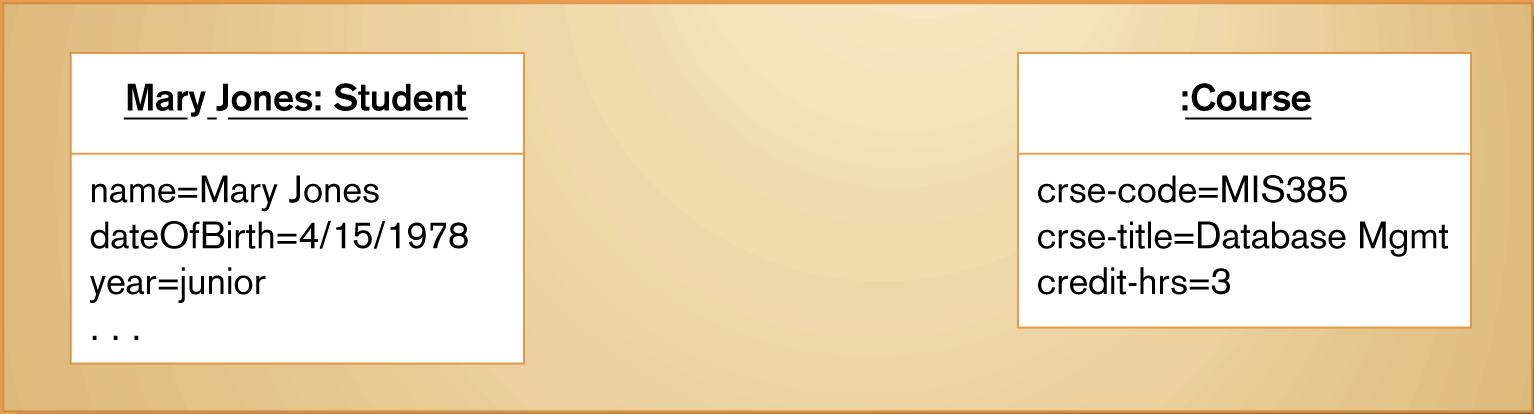 Mary Jones: Student
name=Mary Jones
dateOfBirth=4/15/1978
year=junior
. . .
:Course
crse-code=MIS385
crse-title=Database Mgmt
credit-hrs=3